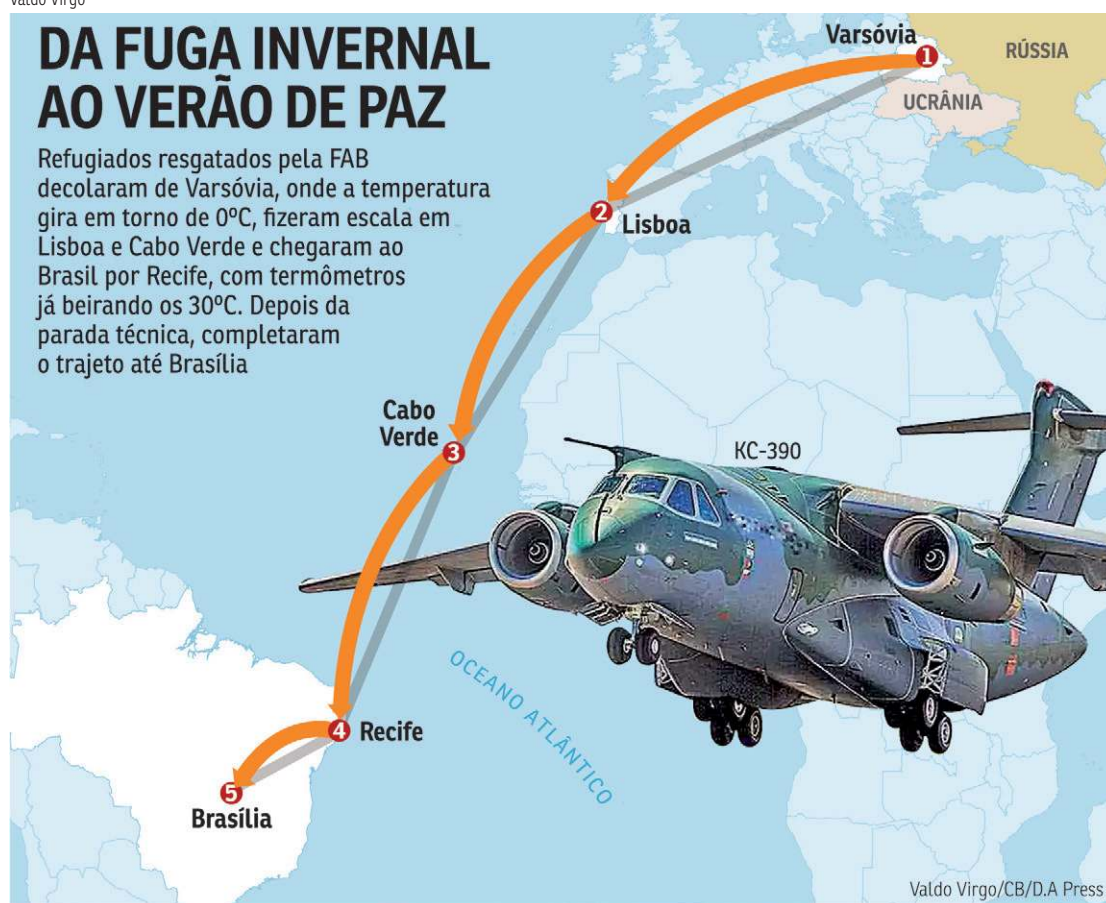 Valdo Virgo
DA FUGA INVERNAL
AO VERÃO DE PAZ
Refugiados resgatados pela FAB
decolaram de Varsóvia, onde a temperatura
gira em torno de 0ºC, fizeram escala em
Lisboa e Cabo Verde e chegaram ao
Brasil por Recife, com termômetros
já beirando os 30ºC. Depois da
parada técnica, completaram
o trajeto até Brasília
Varsóvia
1
RÚSSIA
UCRÂNIA
2
Lisboa
Cabo
Verde
3
KC-390
OCEANO ATLÂNTICO
4 Recife
5
Brasília
Valdo Virgo/CB/D.A Press